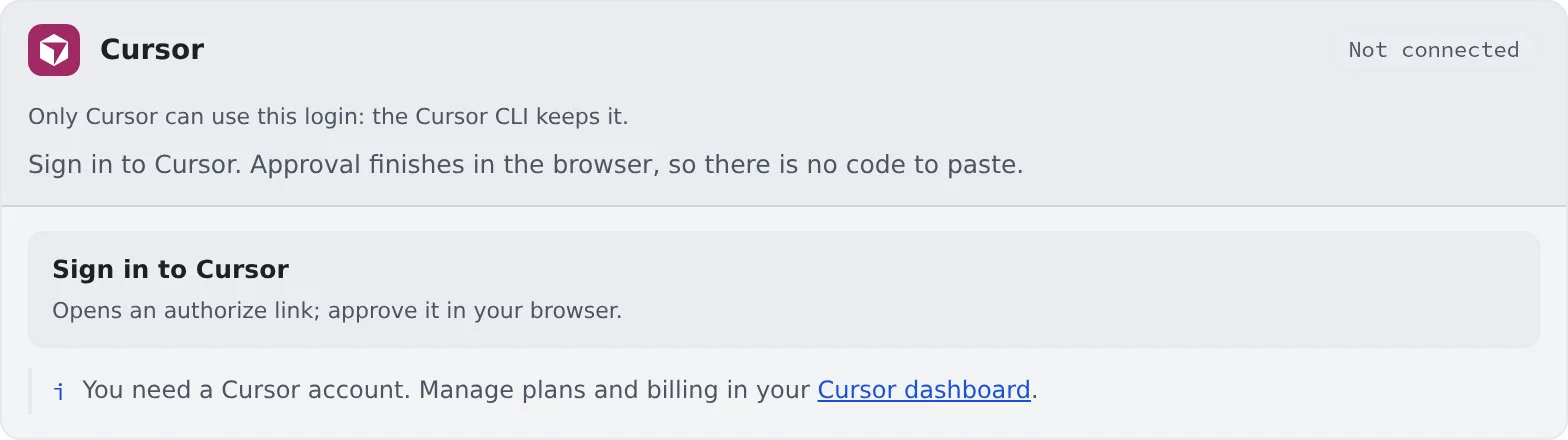 Cursor
Not connected
Only Cursor can use this login: the Cursor CLI keeps it.
Sign in to Cursor. Approval finishes in the browser, so there is no code to paste.
Sign in to Cursor
Opens an authorize link; approve it in your browser.
i You need a Cursor account. Manage plans and billing in your Cursor dashboard.